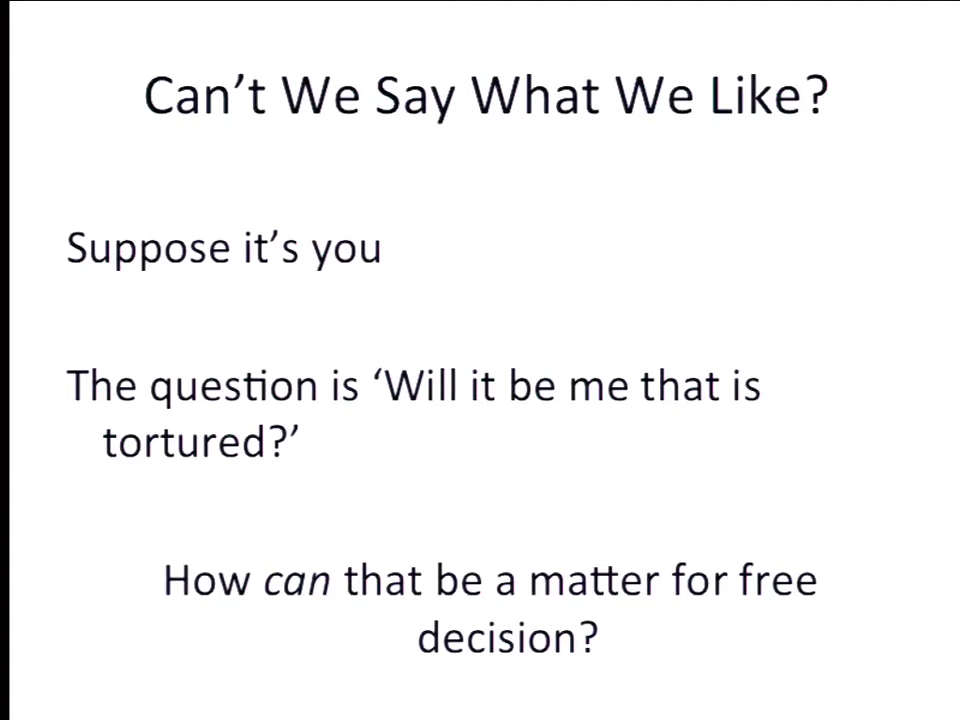 Can’t We Say What We Like?
Suppose it’s you
The question is ‘Will it be me that is
tortured?’
How can that be a matter for free
decision?